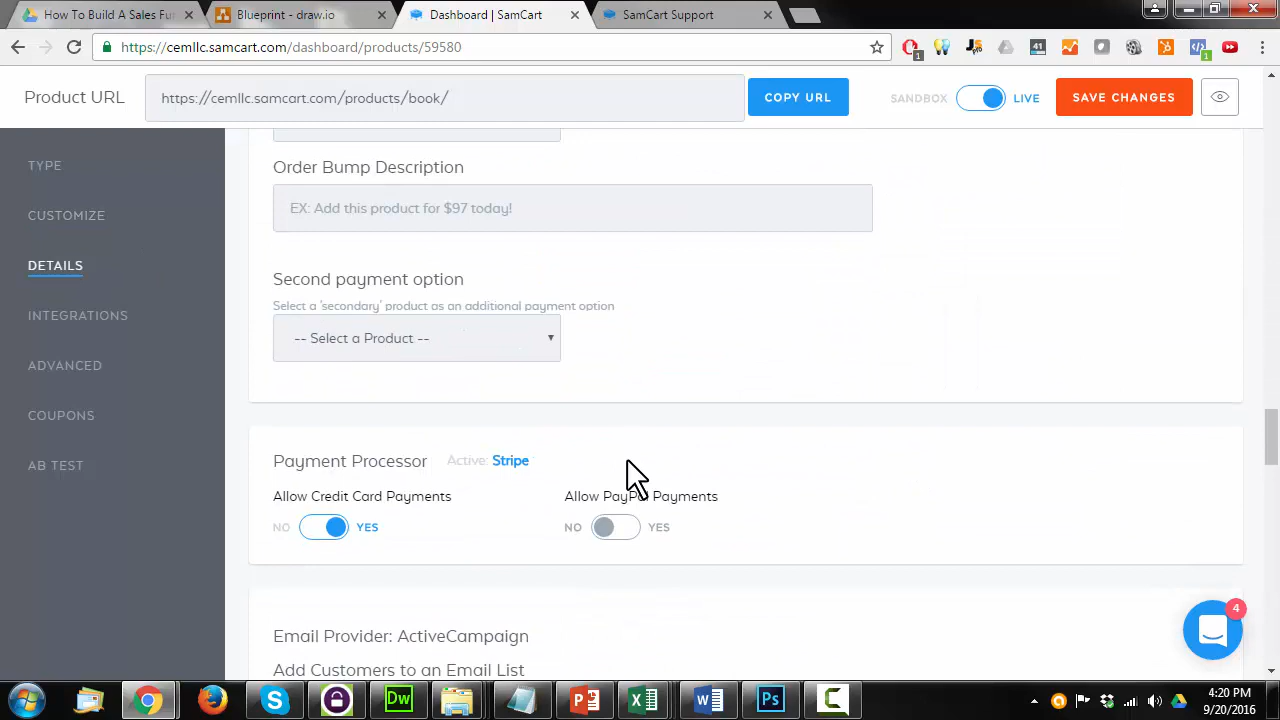 How To Build A Sales Fun
Blueprint - draw.io
Dashboard | SamCart
SamCart Support
https://cemllc.samcart.com/dashboard/products/59580
Product URL
https://cemllc.samcart.com/products/book/
COPY URL
SANDBOX
LIVE
SAVE CHANGES
TYPE
CUSTOMIZE
DETAILS
INTEGRATIONS
ADVANCED
COUPONS
AB TEST
Order Bump Description
EX: Add this product for $97 today!
Second payment option
Select a 'secondary' product as an additional payment option
-- Select a Product --
Payment Processor Active: Stripe
Allow Credit Card Payments
NO YES
Allow PayPal Payments
NO YES
Email Provider: ActiveCampaign
Add Customers to an Email List
4
4:20 PM
9/20/2016